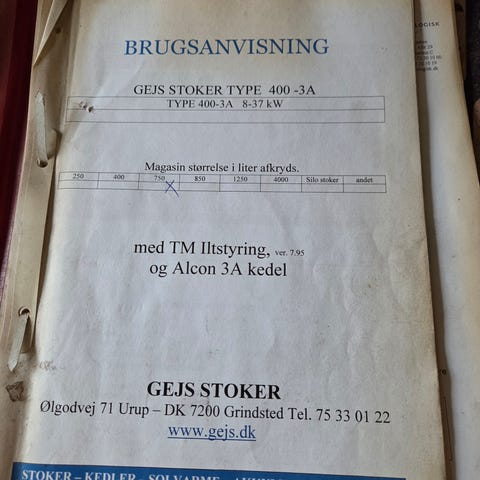 BRUGSANVISNING
GEJS STOKER TYPE 400 -3A
TYPE 400-3A 8-37 kW
Magasin størrelse i liter afkryds.
250 400 750 850 1250 4000 Silo stoker andet
X
med TM Iltstyring, ver. 7.95
og Alcon 3A kedel
GEJS STOKER
Ølgodvej 71 Urup – DK 7200 Grindsted Tel. 75 33 01 22
www.gejs.dk
STOKER – KEDLER – SOLVARME